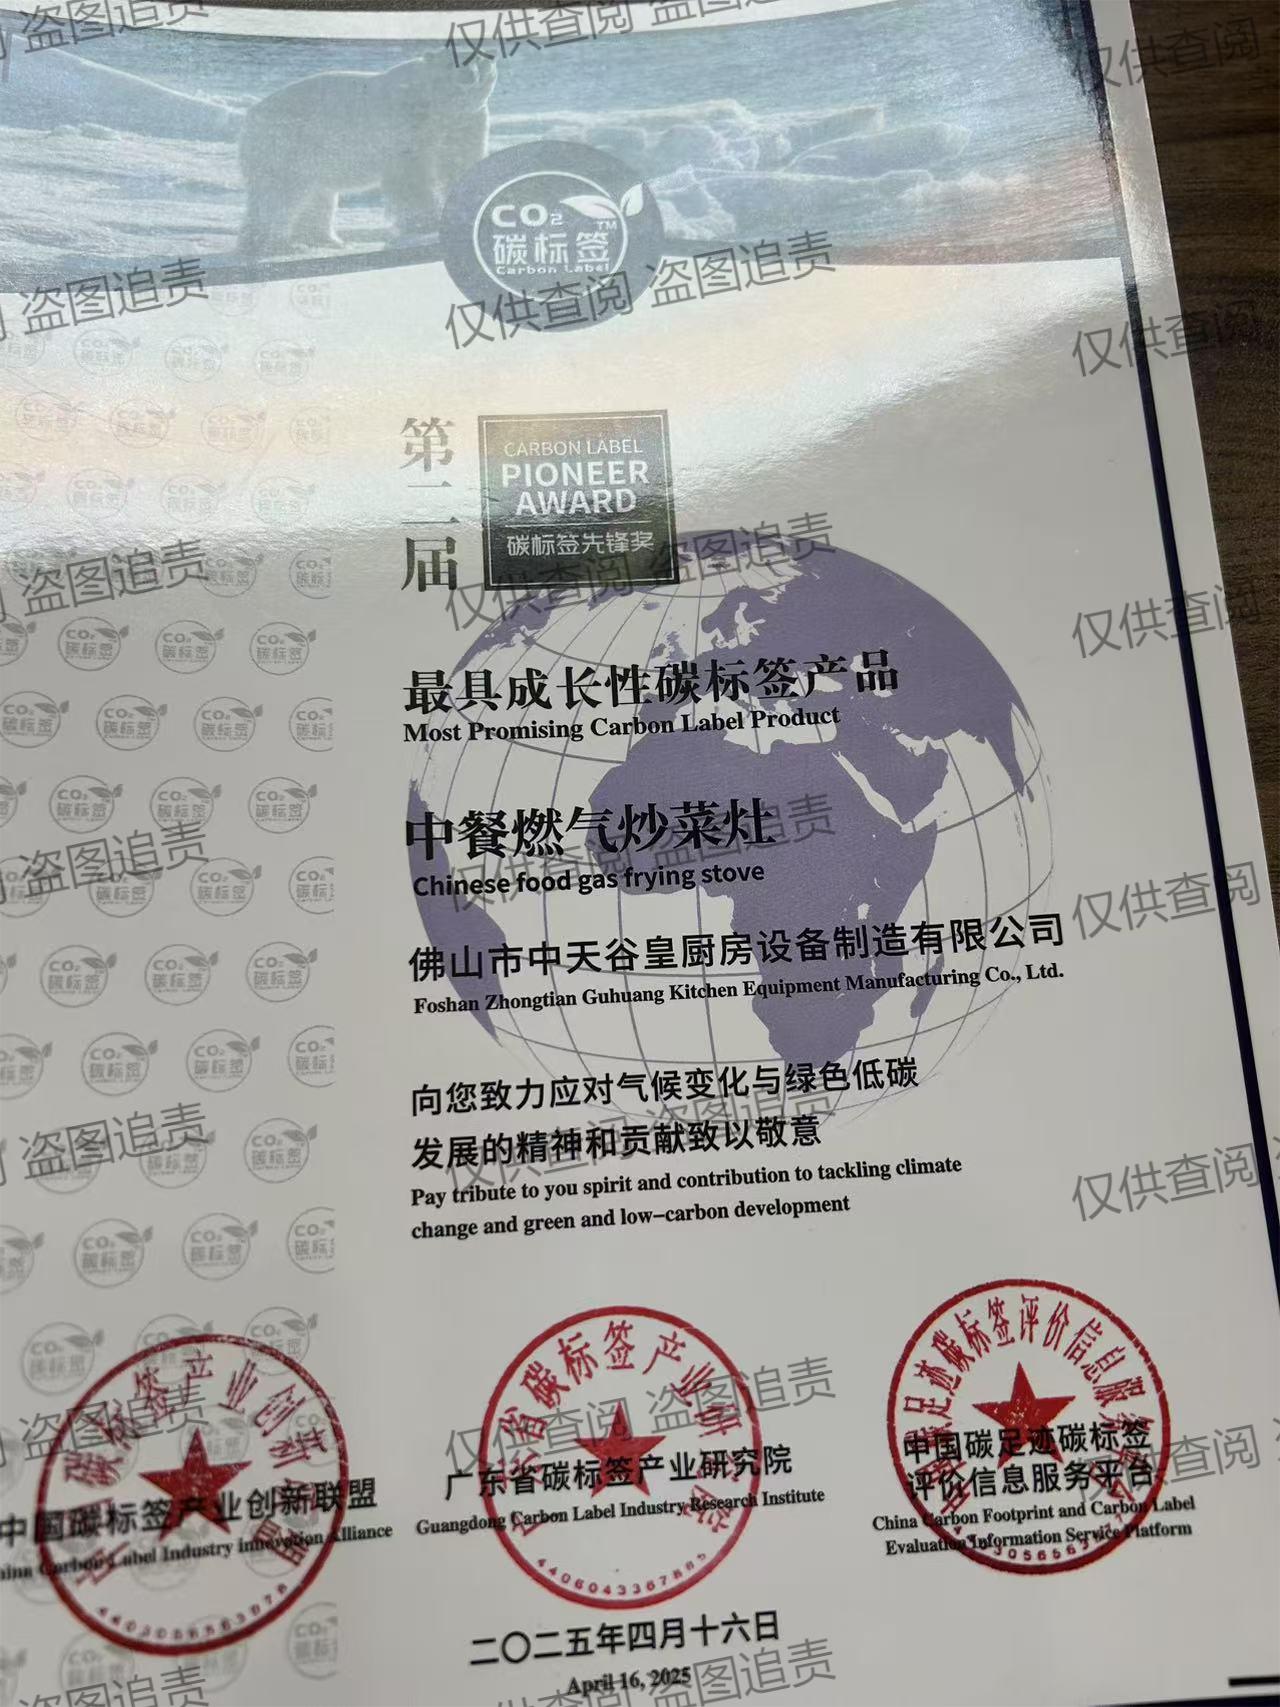 CO₂
TM
碳标签
Carbon Label
第二届
CARBON LABEL
PIONEER
AWARD
碳标签先锋奖
最具成长性碳标签产品
Most Promising Carbon Label Product
中餐燃气炒菜灶
Chinese food gas frying stove
佛山市中天谷皇厨房设备制造有限公司
Foshan Zhongtian Guhuang Kitchen Equipment Manufacturing Co., Ltd.
向您致力应对气候变化与绿色低碳
发展的精神和贡献致以敬意
Pay tribute to you spirit and contribution to tackling climate
change and green and low-carbon development
中国碳标签产业创新联盟
Carbon Label Industry innovation Alliance
广东省碳标签产业研究院
Guangdong Carbon Label Industry Research Institute
4406043367885
中国碳足迹碳标签
评价信息服务平台
China Carbon Footprint and Carbon Label
Evaluation Information Service Platform
二〇二五年四月十六日
April 16, 2025
仅供查阅 盗图追责